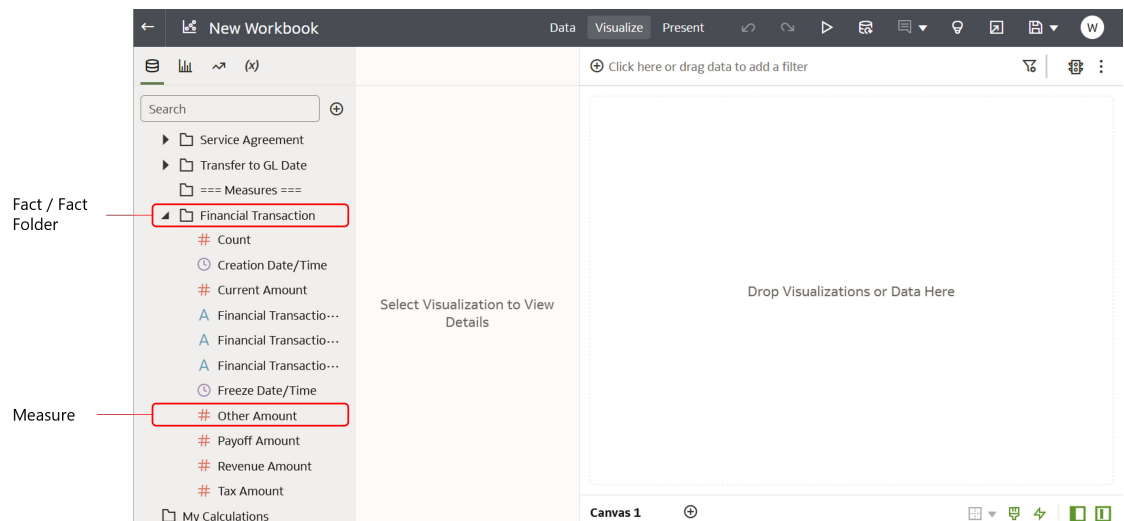 New Workbook
Data Visualize Present
W
(x)
Click here or drag data to add a filter
Search
Service Agreement
Transfer to GL Date
=== Measures ===
Fact / Fact
Folder
Financial Transaction
# Count
Creation Date/Time
# Current Amount
A Financial Transactio...
A Financial Transactio...
A Financial Transactio...
Freeze Date/Time
Measure
# Other Amount
# Payoff Amount
# Revenue Amount
# Tax Amount
My Calculations
Select Visualization to View
Details
Drop Visualizations or Data Here
Canvas 1